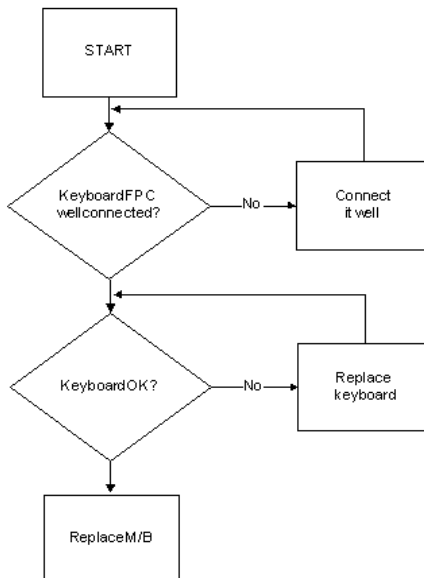 START
KeyboardFPC
wellconnected?
No
Connect
it well
KeyboardOK?
No
Replace
keyboard
ReplaceM/B